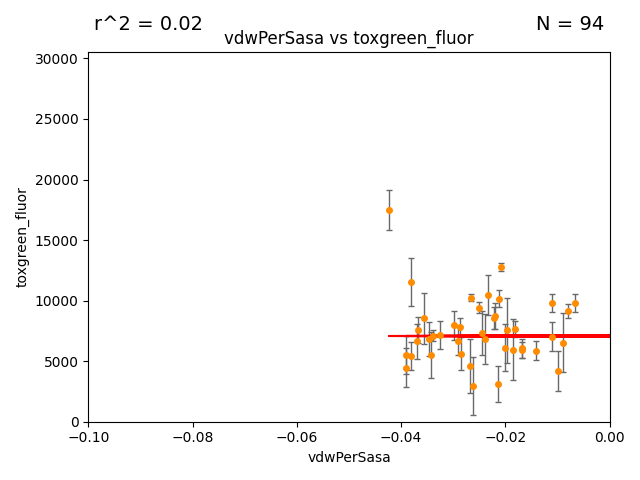 r^2 = 0.02
N = 94
vdwPerSasa vs toxgreen_fluor
30000
25000
20000
15000
10000
5000
0
toxgreen_fluor
−0.10
−0.08
−0.06
−0.04
−0.02
0.00
vdwPerSasa